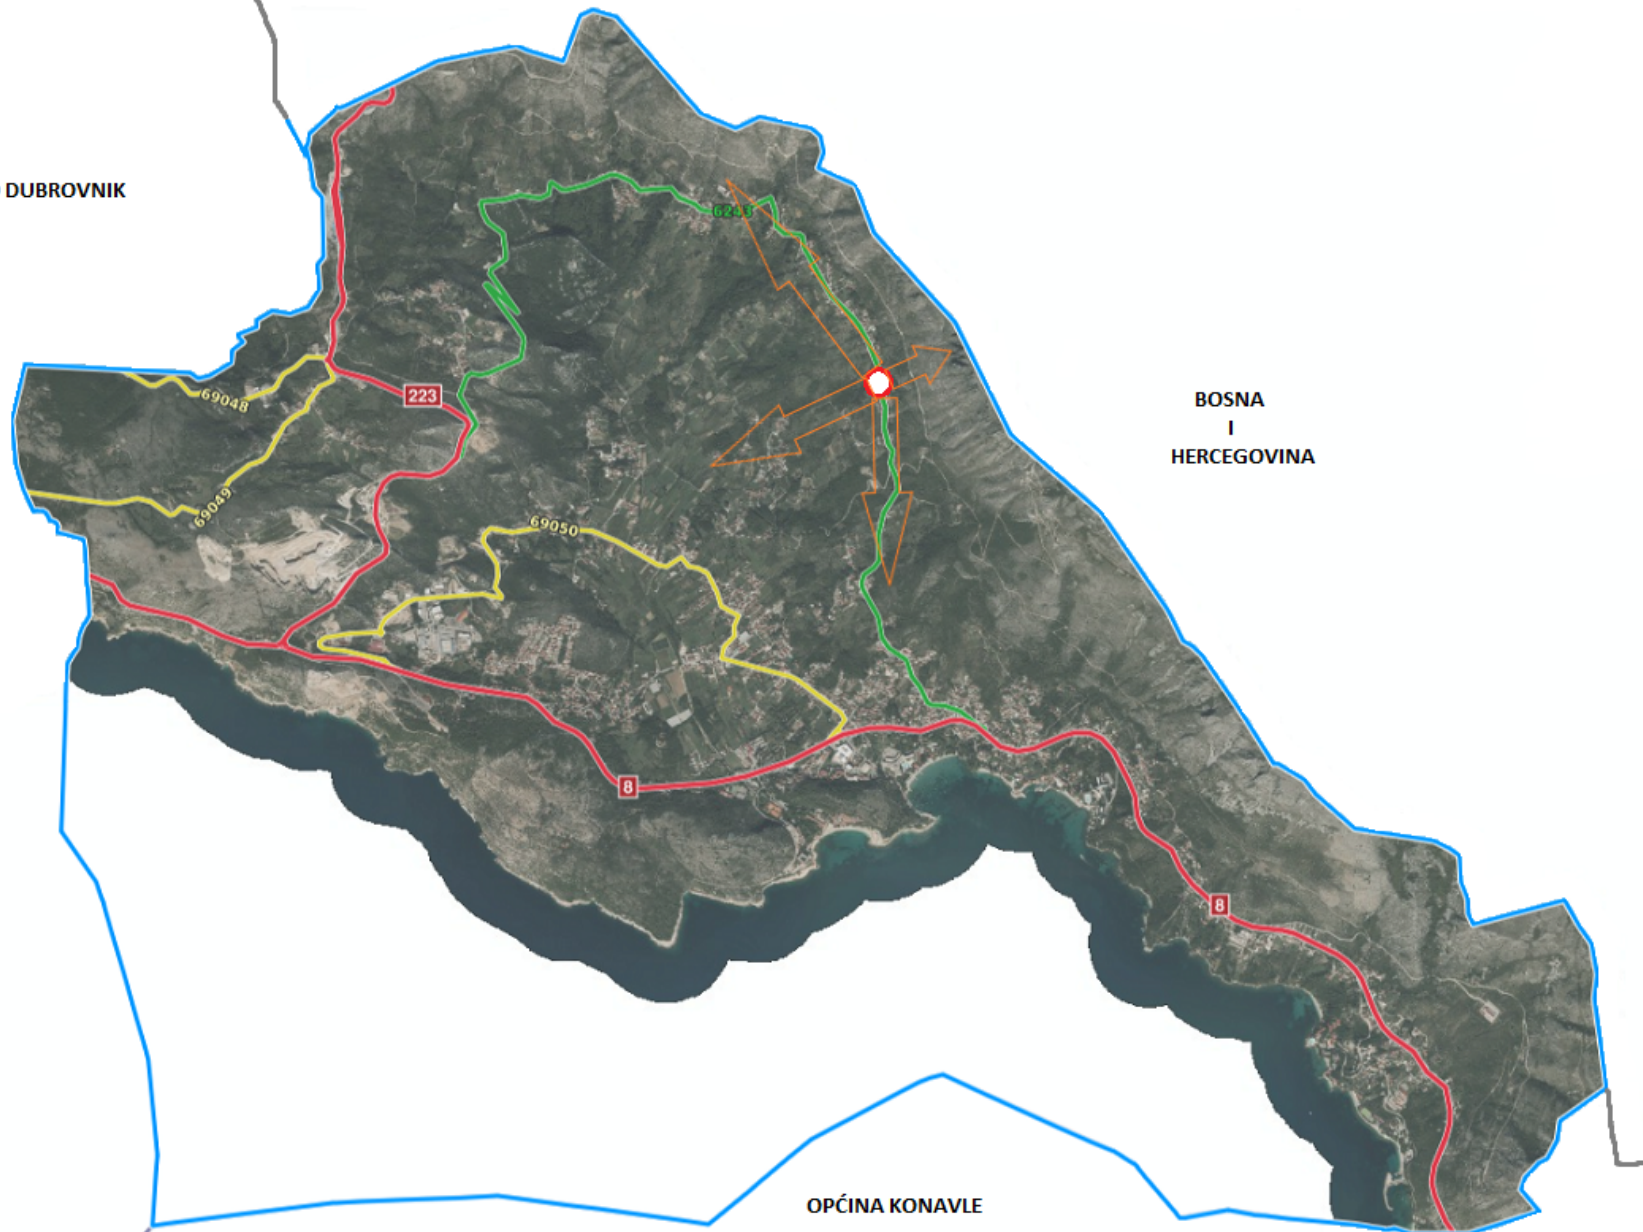 DUBROVNIK
6243
223
69048
BOSNA
I
HERCEGOVINA
69049
69050
8
8
OPĆINA KONAVLE